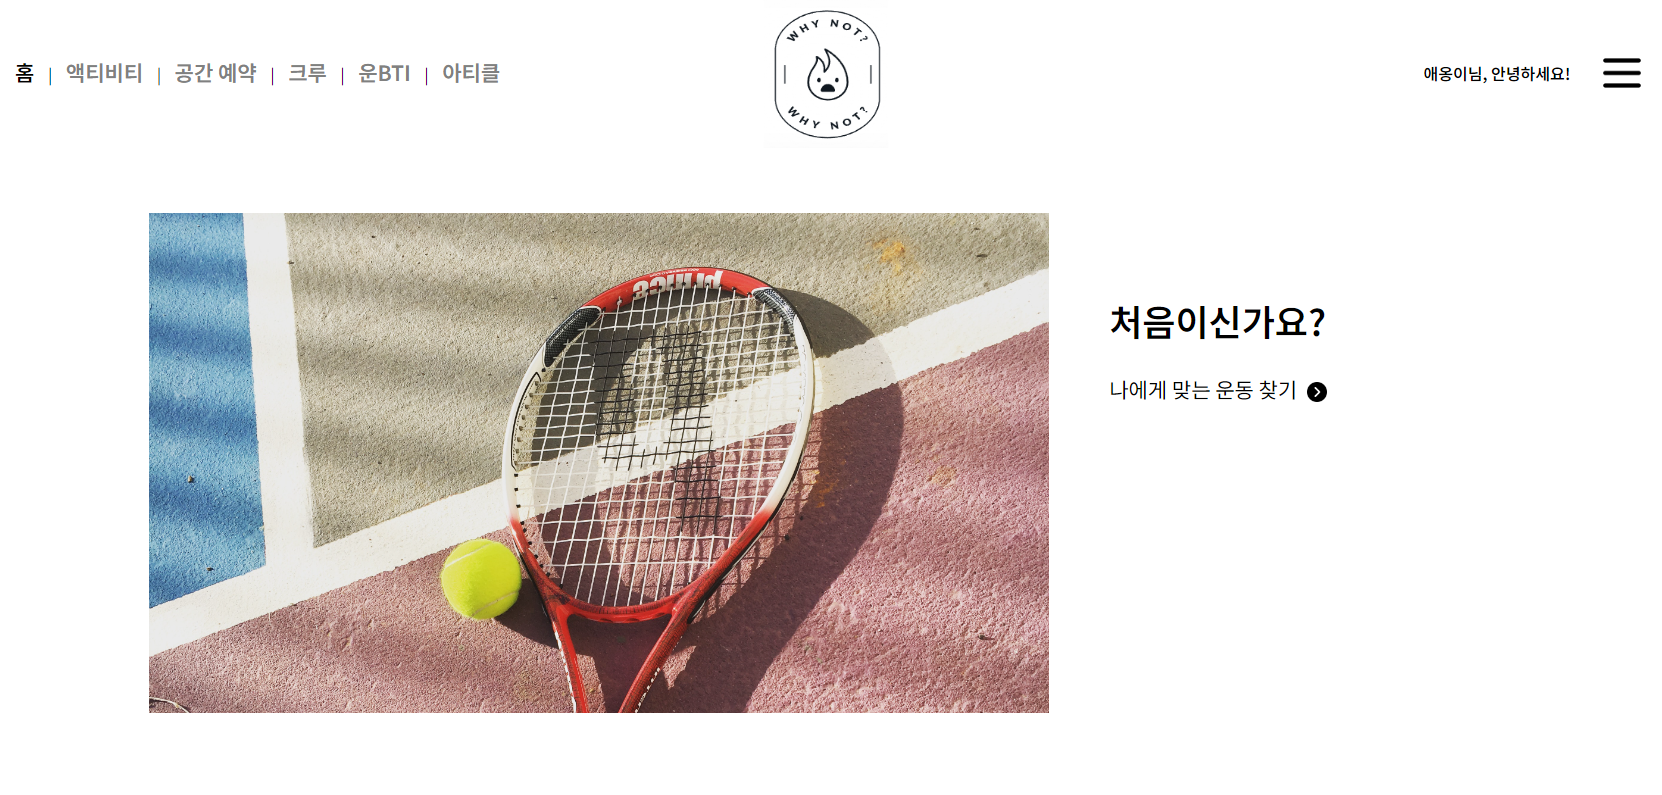 홈 | 액티비티 | 공간 예약 | 크루 | 운BTI | 아티클
WHY NOT?
WHY NOT?
애옹이님, 안녕하세요!
prince
처음이신가요?
나에게 맞는 운동 찾기